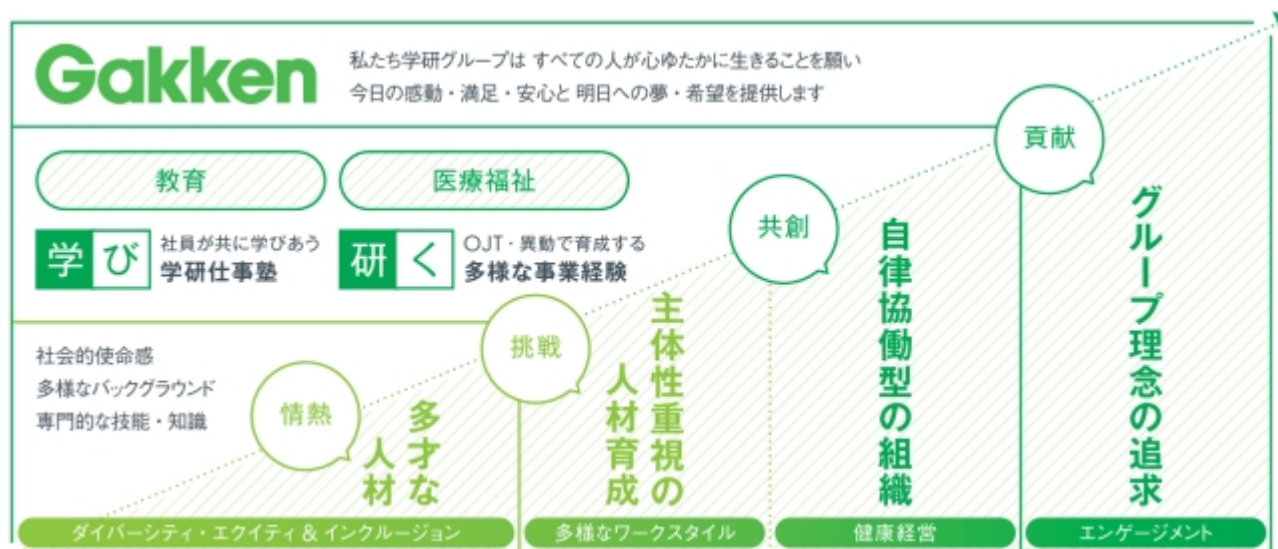 Gakken
私たち学研グループは すべての人が心ゆたかに生きることを願い
今日の感動・満足・安心と 明日への夢・希望を提供します
教育
医療福祉
学び
社員が共に学びあう
学研仕事塾
研く
OJT・異動で育成する
多様な事業経験
社会的使命感
多様なバックグラウンド
専門的な技能・知識
情熱
挑戦
共創
貢献
多才な
人材
主体性重視の
人材育成
自律協働型の組織
グループ理念の追求
ダイバーシティ・エクイティ & インクルージョン
多様なワークスタイル
健康経営
エンゲージメント